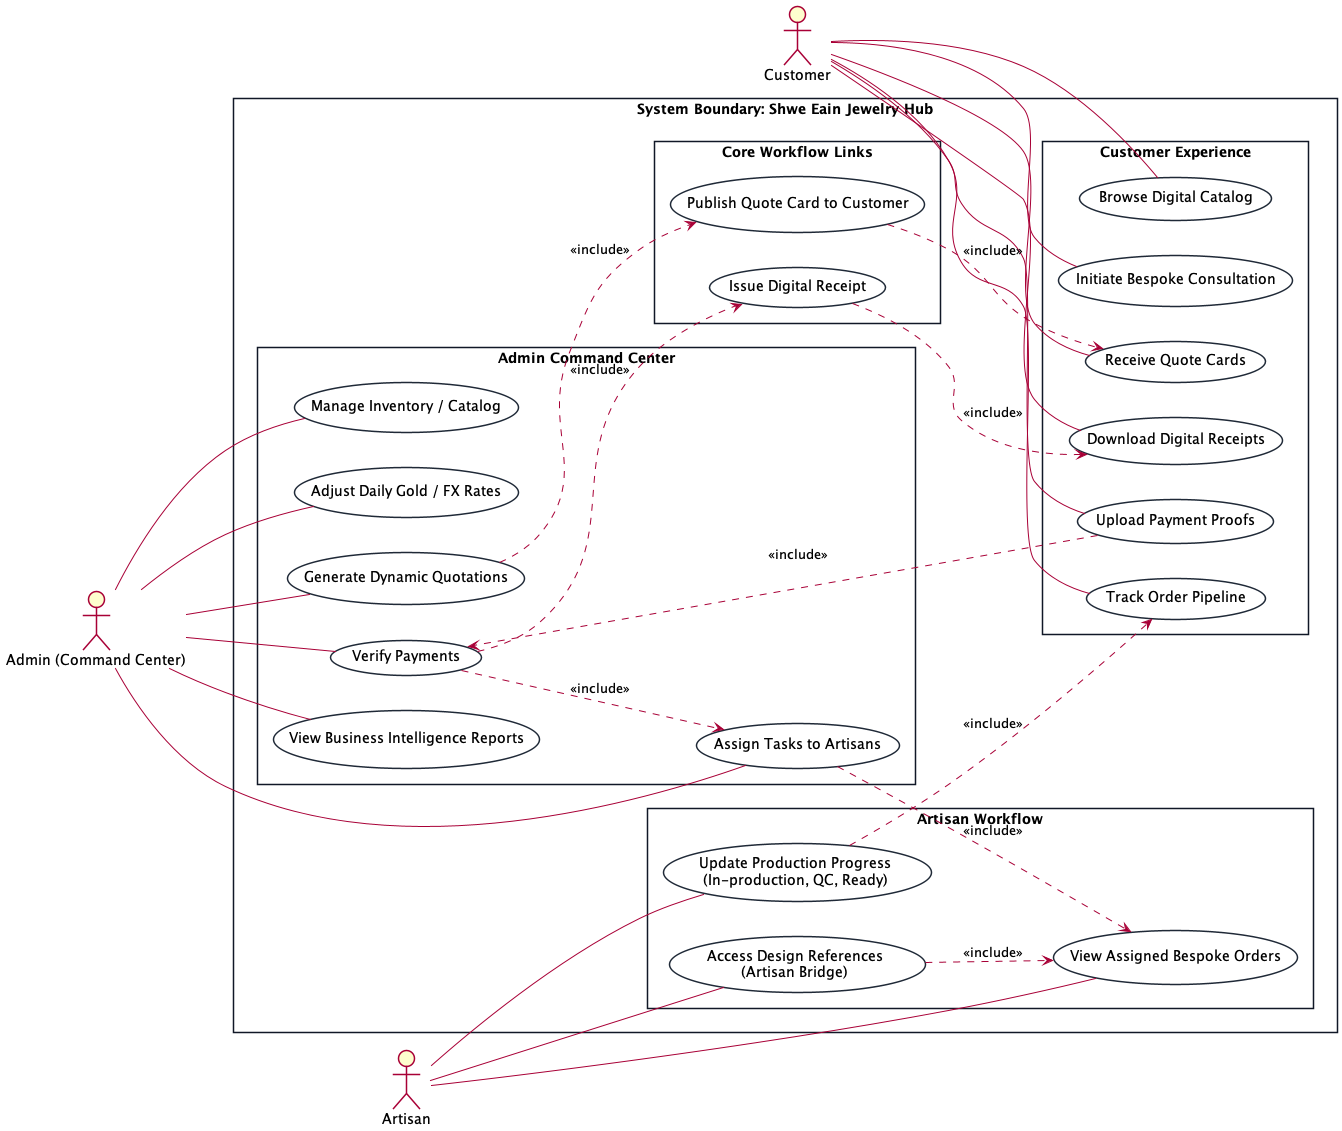 Customer
System Boundary: Shwe Eain Jewelry Hub
Core Workflow Links
Publish Quote Card to Customer
Issue Digital Receipt
Customer Experience
Browse Digital Catalog
Initiate Bespoke Consultation
Receive Quote Cards
Download Digital Receipts
Upload Payment Proofs
Track Order Pipeline
«include»
«include»
«include»
«include»
Admin Command Center
Manage Inventory / Catalog
Adjust Daily Gold / FX Rates
Generate Dynamic Quotations
Verify Payments
View Business Intelligence Reports
Assign Tasks to Artisans
«include»
«include»
«include»
Admin (Command Center)
Artisan Workflow
«include»
Update Production Progress
(In-production, QC, Ready)
Access Design References
(Artisan Bridge)
«include»
View Assigned Bespoke Orders
Artisan